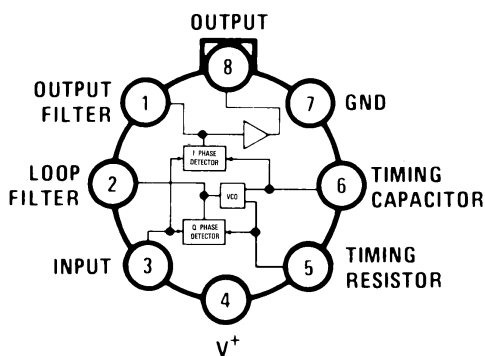 OUTPUT
8
OUTPUT
FILTER
1
7
GND
I PHASE
DETECTOR
LOOP
FILTER
2
VCO
6
TIMING
CAPACITOR
Q PHASE
DETECTOR
INPUT
3
5
TIMING
RESISTOR
4
V+